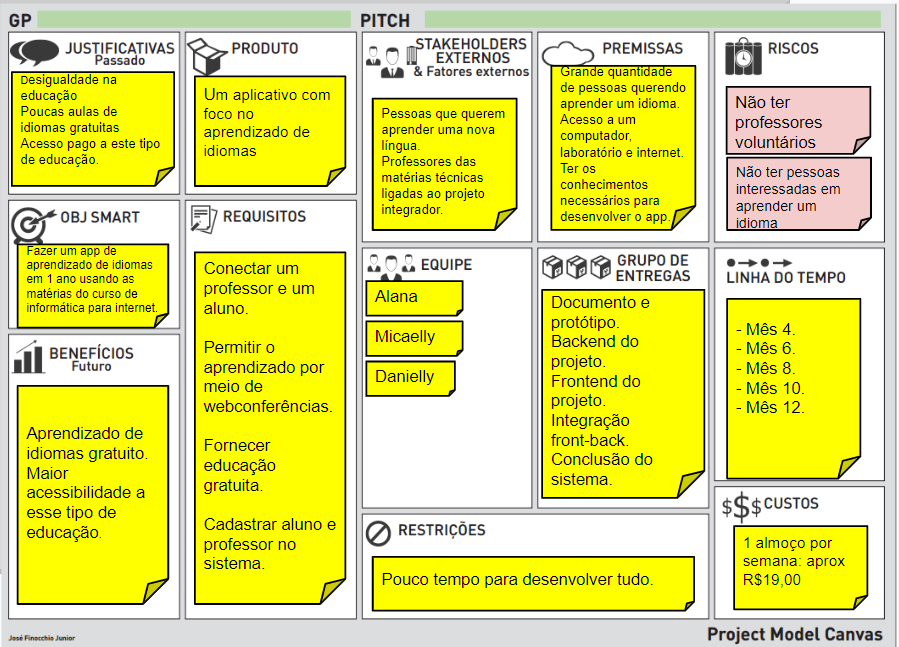 GP
PITCH
JUSTIFICATIVAS
Passado
Desigualdade na
educação
Poucas aulas de
idiomas gratuitas
Acesso pago a este tipo
de educação.
PRODUTO
Um aplicativo com
foco no
aprendizado de
idiomas
STAKEHOLDERS
EXTERNOS
& Fatores externos
Pessoas que querem
aprender uma nova
língua.
Professores das
matérias técnicas
ligadas ao projeto
integrador.
PREMISSAS
Grande quantidade
de pessoas querendo
aprender um idioma.
Acesso a um
computador,
laboratório e internet.
Ter os
conhecimentos
necessários para
desenvolver o app.
RISCOS
Não ter
professores
voluntários
Não ter pessoas
interessadas em
aprender um
idioma
OBJ SMART
Fazer um app de
aprendizado de idiomas
em 1 ano usando as
matérias do curso de
informática para internet.
REQUISITOS
Conectar um
professor e um
aluno.
Permitir o
aprendizado por
meio de
webconferências.
Fornecer
educação
gratuita.
Cadastrar aluno e
professor no
sistema.
EQUIPE
Alana
Micaelly
Danielly
GRUPO DE
ENTREGAS
Documento e
protótipo.
Backend do
projeto.
Frontend do
projeto.
Integração
front-back.
Conclusão do
sistema.
LINHA DO TEMPO
- Mês 4.
- Mês 6.
- Mês 8.
- Mês 10.
- Mês 12.
BENEFÍCIOS
Futuro
Aprendizado de
idiomas gratuito.
Maior
acessibilidade a
esse tipo de
educação.
RESTRIÇÕES
Pouco tempo para desenvolver tudo.
$$$ CUSTOS
1 almoço por
semana: aprox
R$19,00
José Finocchio Junior
Project Model Canvas